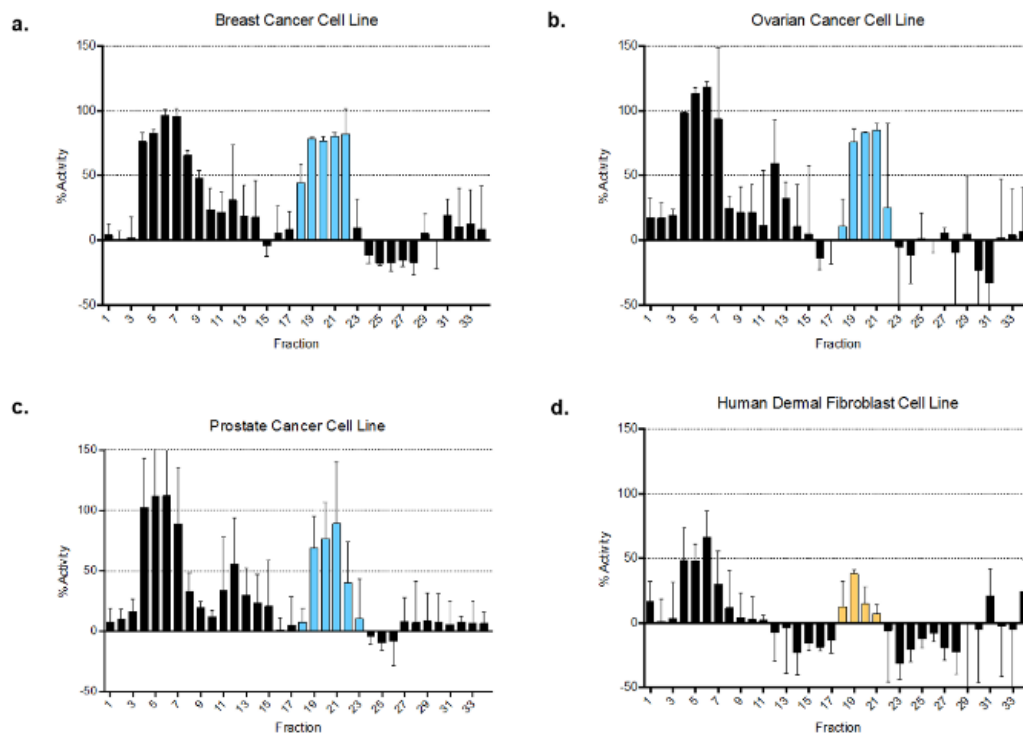 a.
Breast Cancer Cell Line
% Activity
150
100
50
0
-50
1 3 5 7 9 11 13 15 17 19 21 23 25 27 29 31 33
Fraction
b.
Ovarian Cancer Cell Line
% Activity
150
100
50
0
-50
1 3 5 7 9 11 13 15 17 19 21 23 25 27 29 31 33
Fraction
c.
Prostate Cancer Cell Line
% Activity
150
100
50
0
-50
1 3 5 7 9 11 13 15 17 19 21 23 25 27 29 31 33
Fraction
d.
Human Dermal Fibroblast Cell Line
% Activity
150
100
50
0
-50
1 3 5 7 9 11 13 15 17 19 21 23 25 27 29 31 33
Fraction